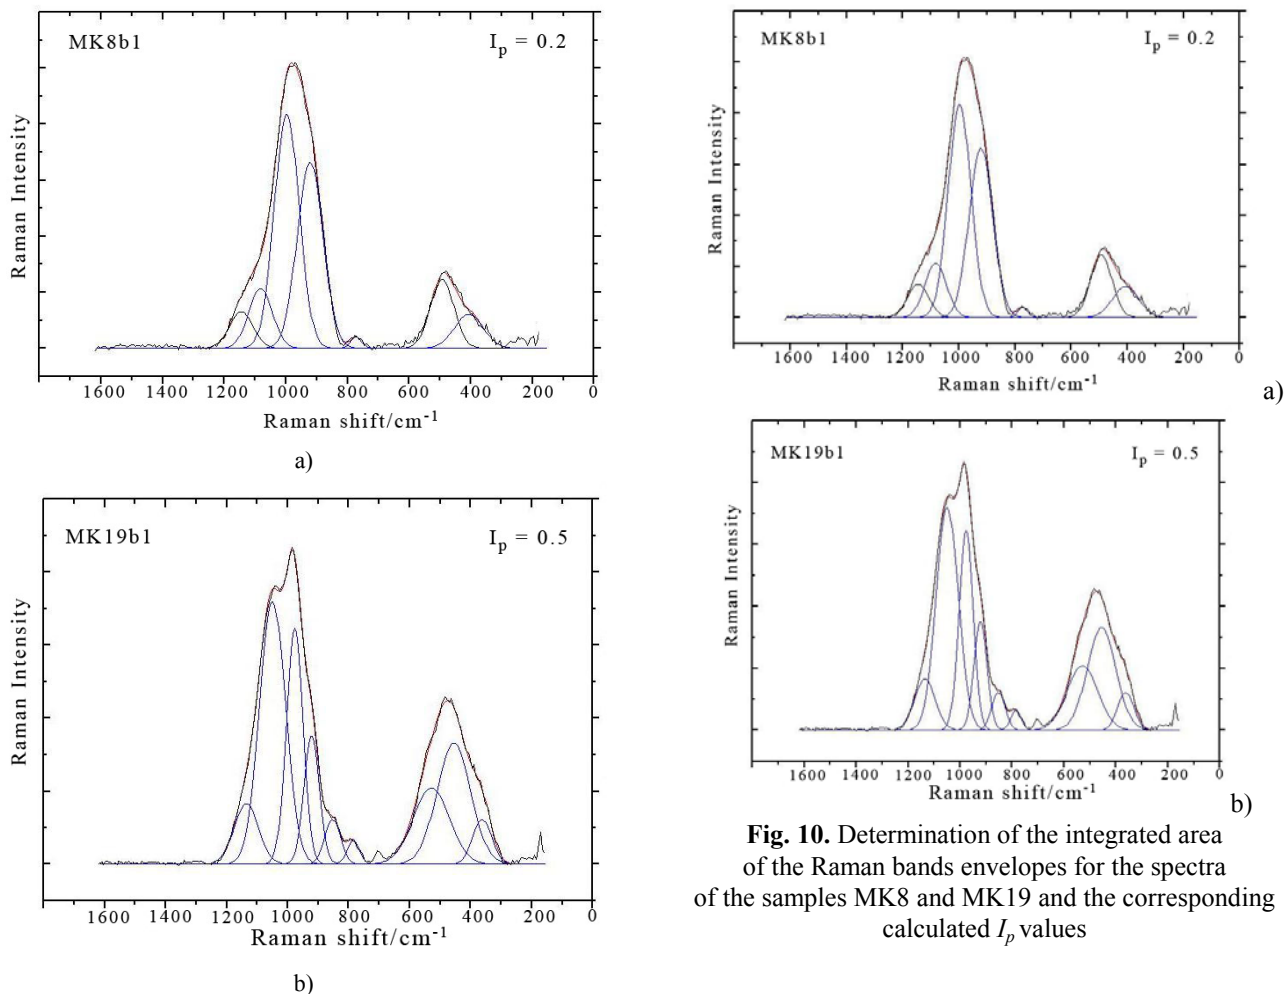 MK8b1
I_p = 0.2
Raman Intensity
1600 1400 1200 1000 800 600 400 200 0
Raman shift/cm⁻¹
a)
MK19b1
I_p = 0.5
Raman Intensity
1600 1400 1200 1000 800 600 400 200 0
Raman shift/cm⁻¹
b)
MK8b1
I_p = 0.2
Raman Intensity
1600 1400 1200 1000 800 600 400 200 0
Raman shift/cm⁻¹
a)
MK19b1
I_p = 0.5
Raman Intensity
1600 1400 1200 1000 800 600 400 200 0
Raman shift/cm⁻¹
b)
Fig. 10. Determination of the integrated area
of the Raman bands envelopes for the spectra
of the samples MK8 and MK19 and the corresponding
calculated I_p values